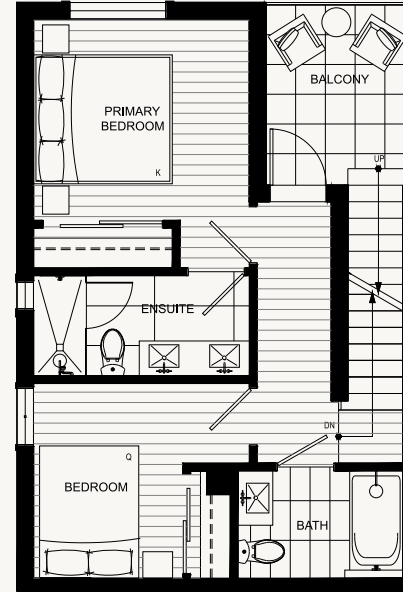 BALCONY
PRIMARY
BEDROOM
K
UP
ENSUITE
DN
Q
BEDROOM
BATH